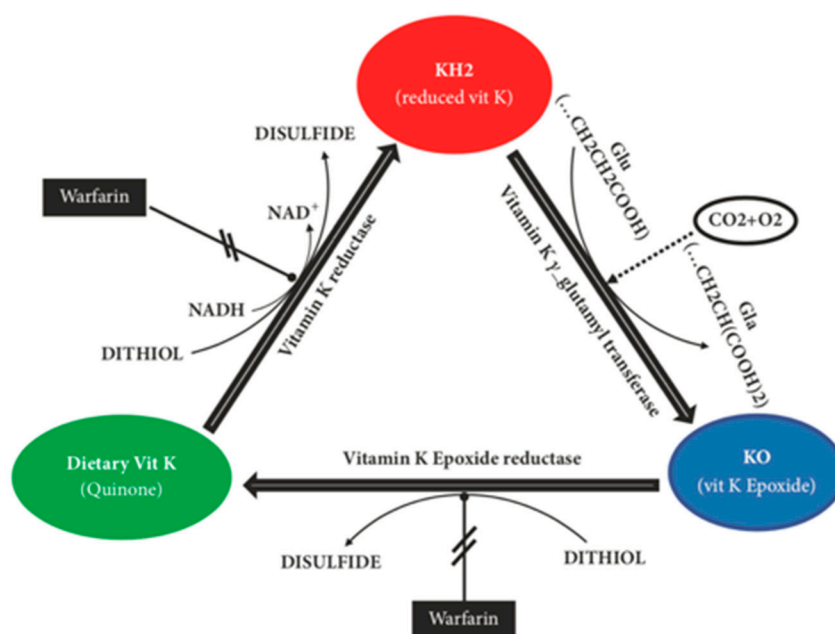 KH2
(reduced vit K)
DISULFIDE
Warfarin
NAD+
NADH
DITHIOL
Vitamin K reductase
Glu
(...CH2CH2COOH)
Vitamin K γ_glutamyl transferase
CO2+O2
Gla
(...CH2CH(COOH)2)
Dietary Vit K
(Quinone)
Vitamin K Epoxide reductase
KO
(vit K Epoxide)
DISULFIDE
DITHIOL
Warfarin